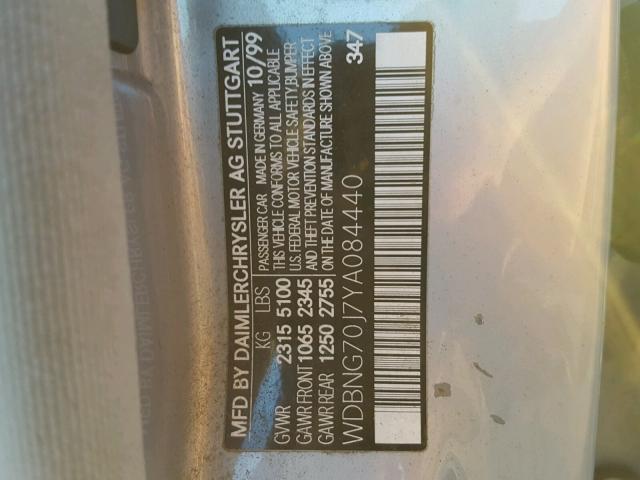 MFD BY DAIMLERCHRYSLER AG STUTTGART
PASSENGER CAR MADE IN GERMANY 10/99
KG LBS
GVWR 2315 5100
GAWR FRONT 1065 2345
GAWR REAR 1250 2755
THIS VEHICLE CONFORMS TO ALL APPLICABLE
U.S. FEDERAL MOTOR VEHICLE SAFETY, BUMPER
AND THEFT PREVENTION STANDARDS IN EFFECT
ON THE DATE OF MANUFACTURE SHOWN ABOVE
WDBNG70J7YA084440
347